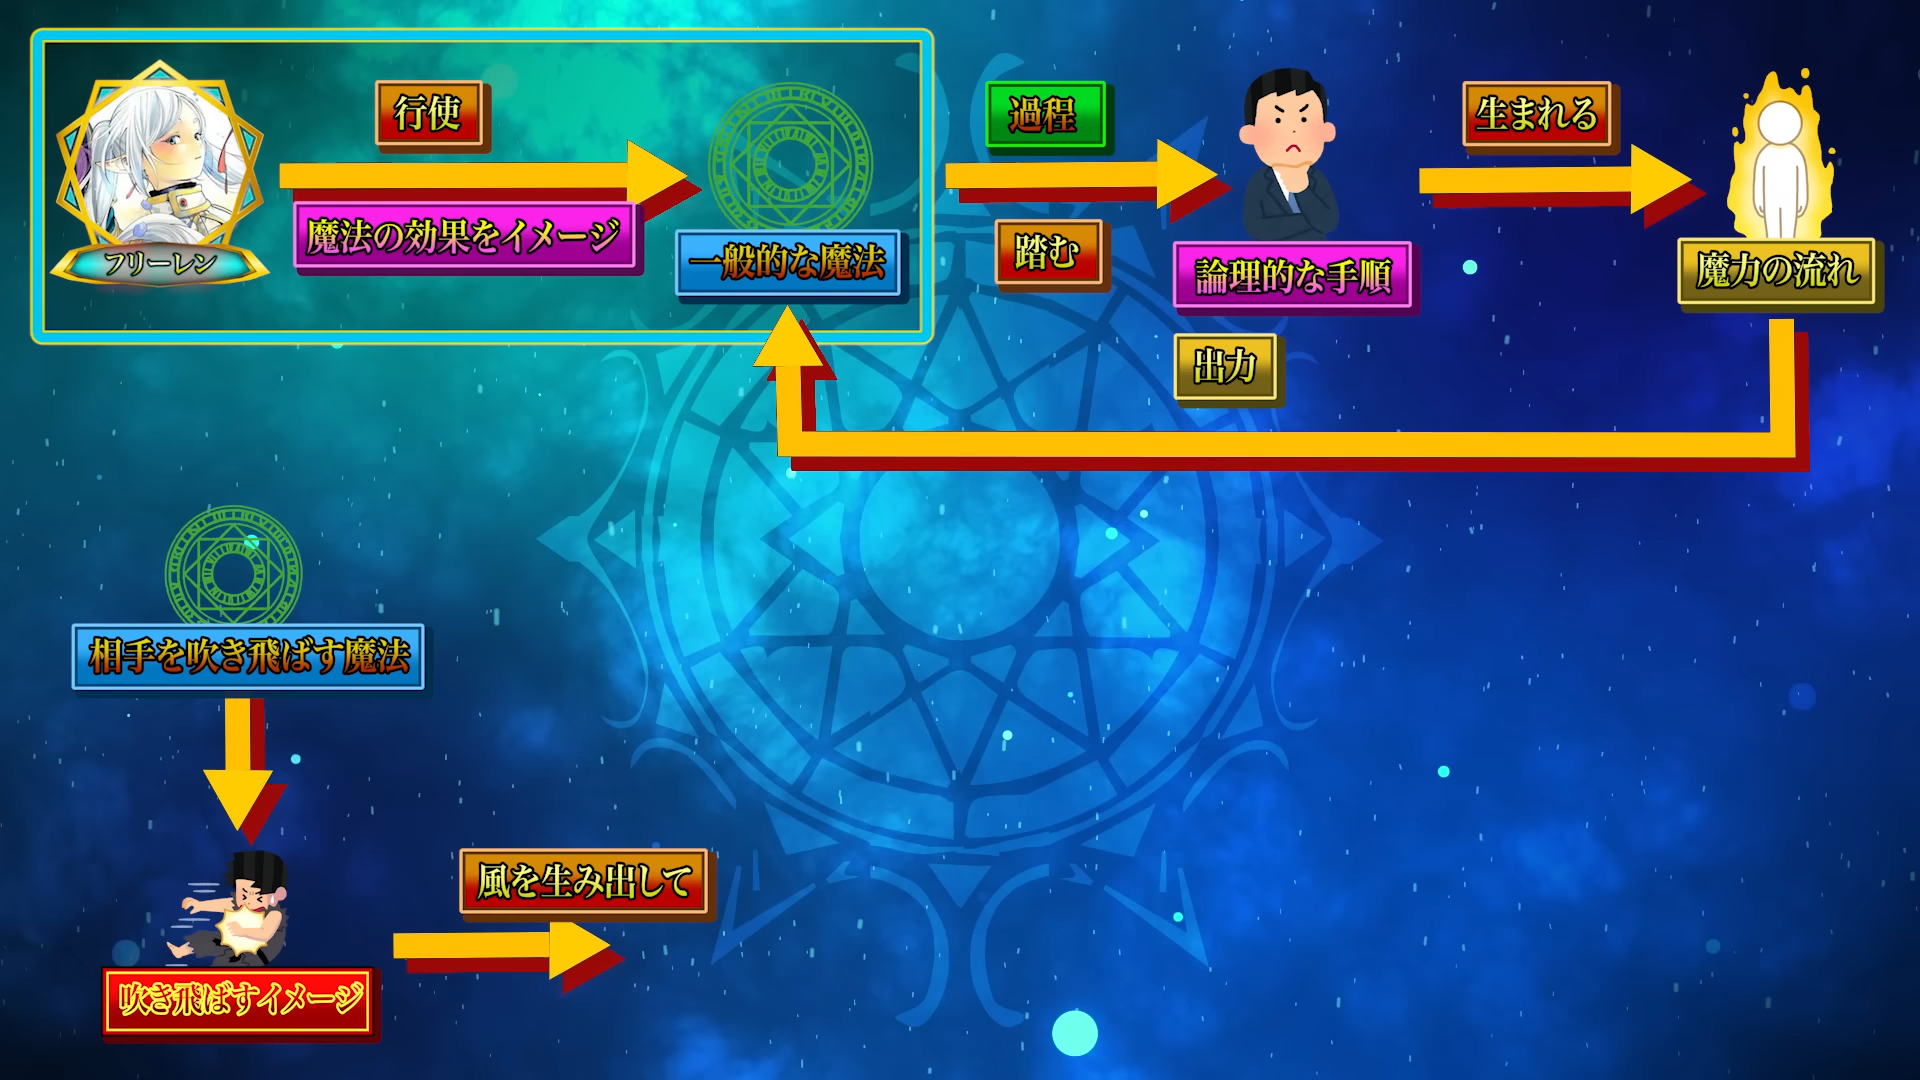 行使
魔法の効果をイメージ
フリーレン
一般的な魔法
過程
踏む
論理的な手順
出力
生まれる
魔力の流れ
相手を吹き飛ばす魔法
吹き飛ばすイメージ
風を生み出して